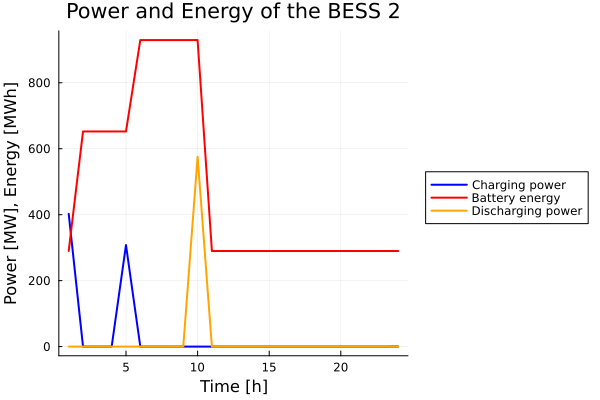 Power and Energy of the BESS 2
Power [MW], Energy [MWh]
800
600
400
200
0
5 10 15 20
Time [h]
Charging power
Battery energy
Discharging power